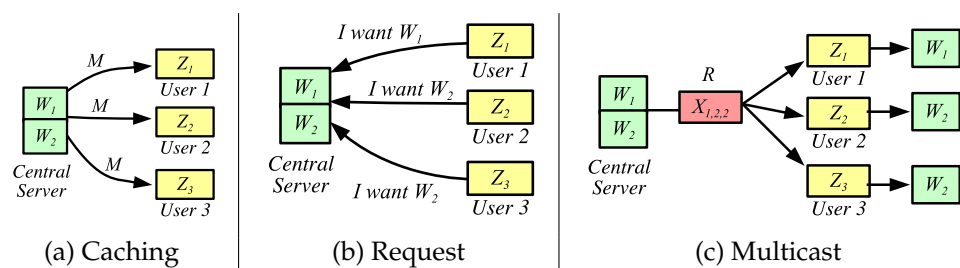 M
Z1
User 1
W1
M
Z2
W2
User 2
Central
Server
M
Z3
User 3
(a) Caching
I want W1
Z1
User 1
W1
I want W2
Z2
W2
User 2
Central
Server
I want W2
Z3
User 3
(b) Request
R
Z1
W1
User 1
W1
X1,2,2
Z2
W2
W2
User 2
Central
Server
Z3
W2
User 3
(c) Multicast